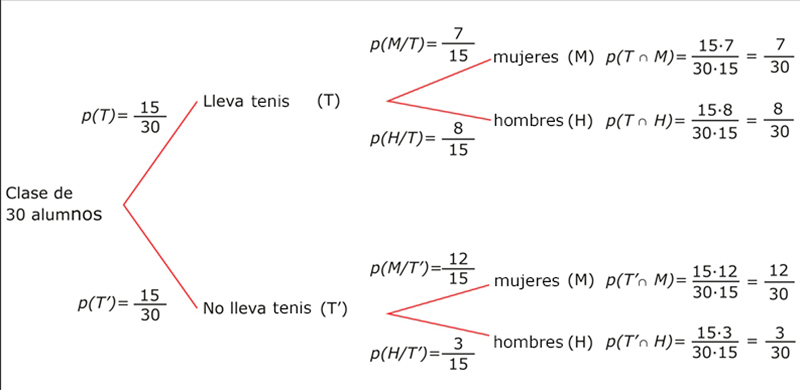 p(M/T)= 7/15
mujeres (M) p(T ∩ M)= 15·7/30·15 = 7/30
p(T)= 15/30
Lleva tenis (T)
p(H/T)= 8/15
hombres (H) p(T ∩ H)= 15·8/30·15 = 8/30
Clase de
30 alumnos
p(M/T′)= 12/15
mujeres (M) p(T′∩ M)= 15·12/30·15 = 12/30
p(T′)= 15/30
No lleva tenis (T′)
p(H/T′)= 3/15
hombres (H) p(T′∩ H)= 15·3/30·15 = 3/30